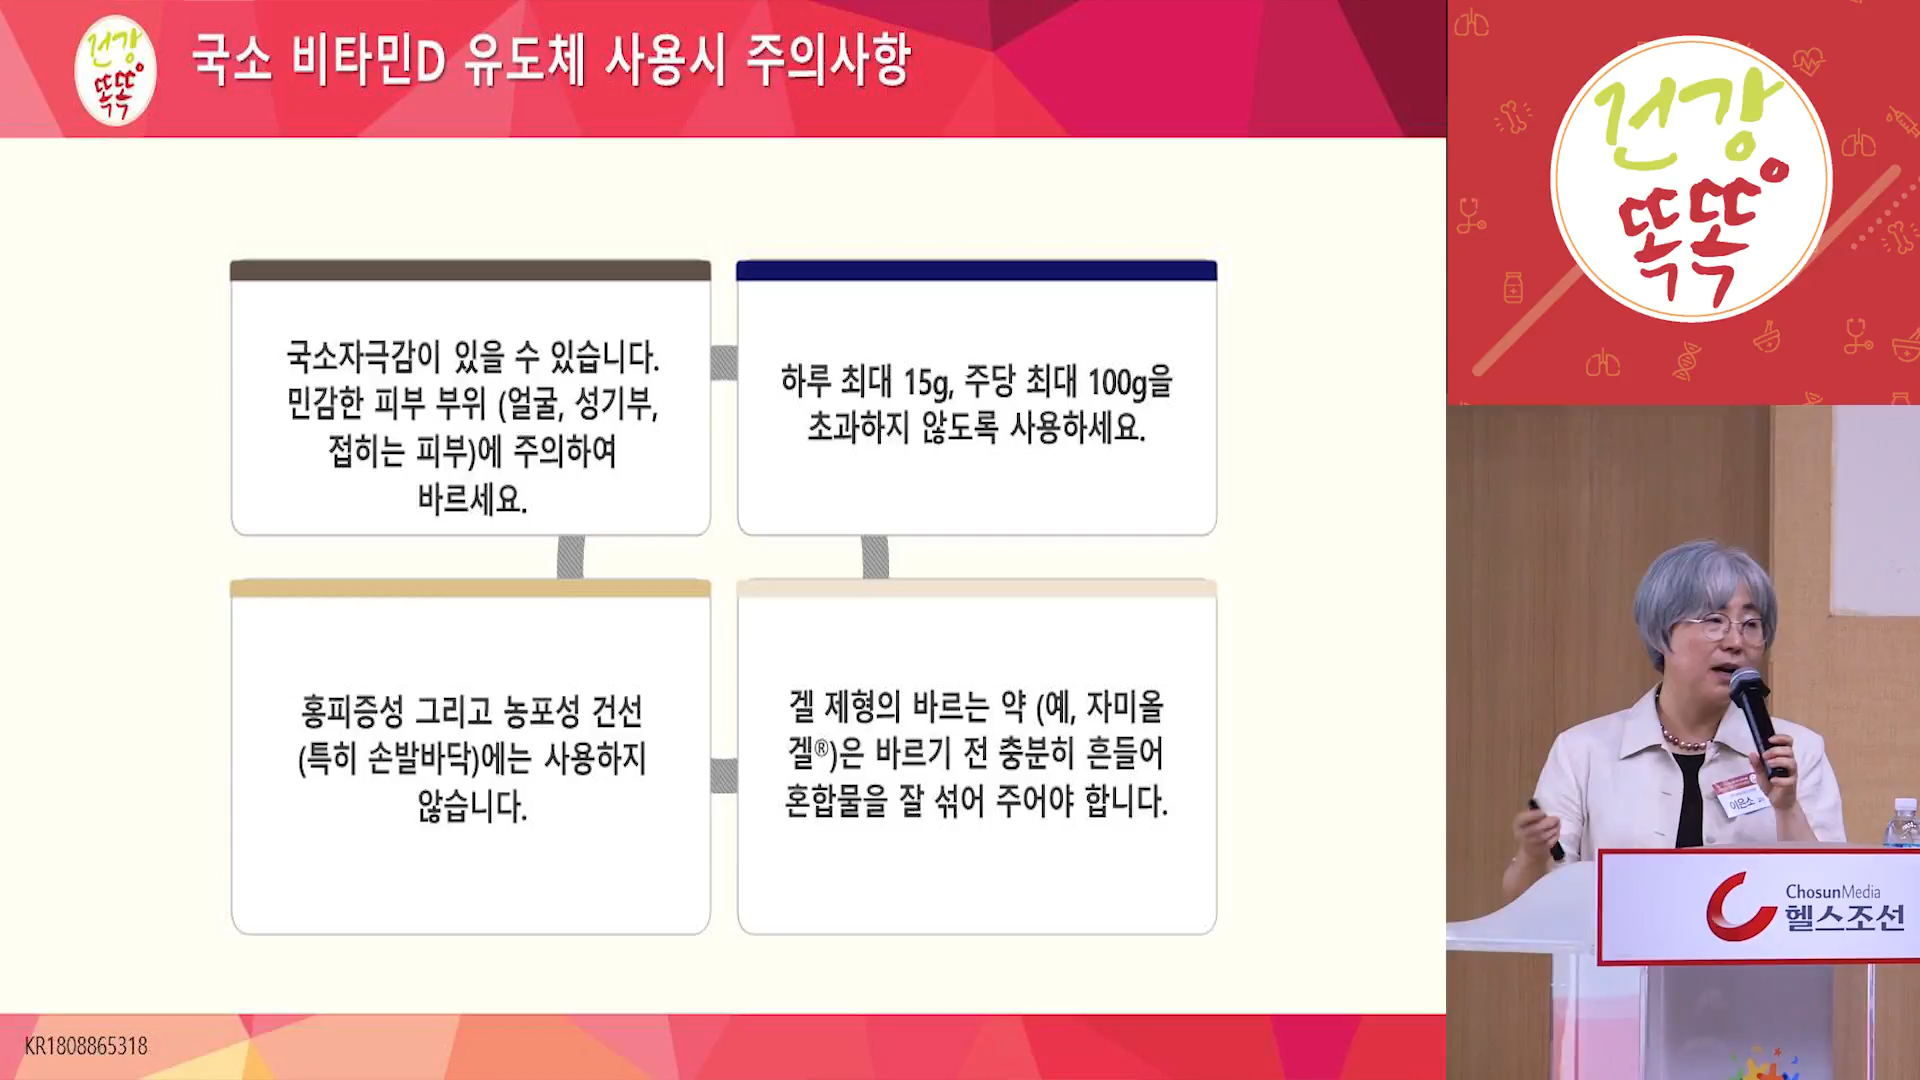 건강
똑똑
국소 비타민D 유도체 사용시 주의사항
국소자극감이 있을 수 있습니다.
민감한 피부 부위 (얼굴, 성기부,
접히는 피부)에 주의하여
바르세요.
하루 최대 15g, 주당 최대 100g을
초과하지 않도록 사용하세요.
홍피증성 그리고 농포성 건선
(특히 손발바닥)에는 사용하지
않습니다.
겔 제형의 바르는 약 (예, 자미올
겔®)은 바르기 전 충분히 흔들어
혼합물을 잘 섞어 주어야 합니다.
KR1808865318
건강
똑똑
이은소
ChosunMedia
헬스조선